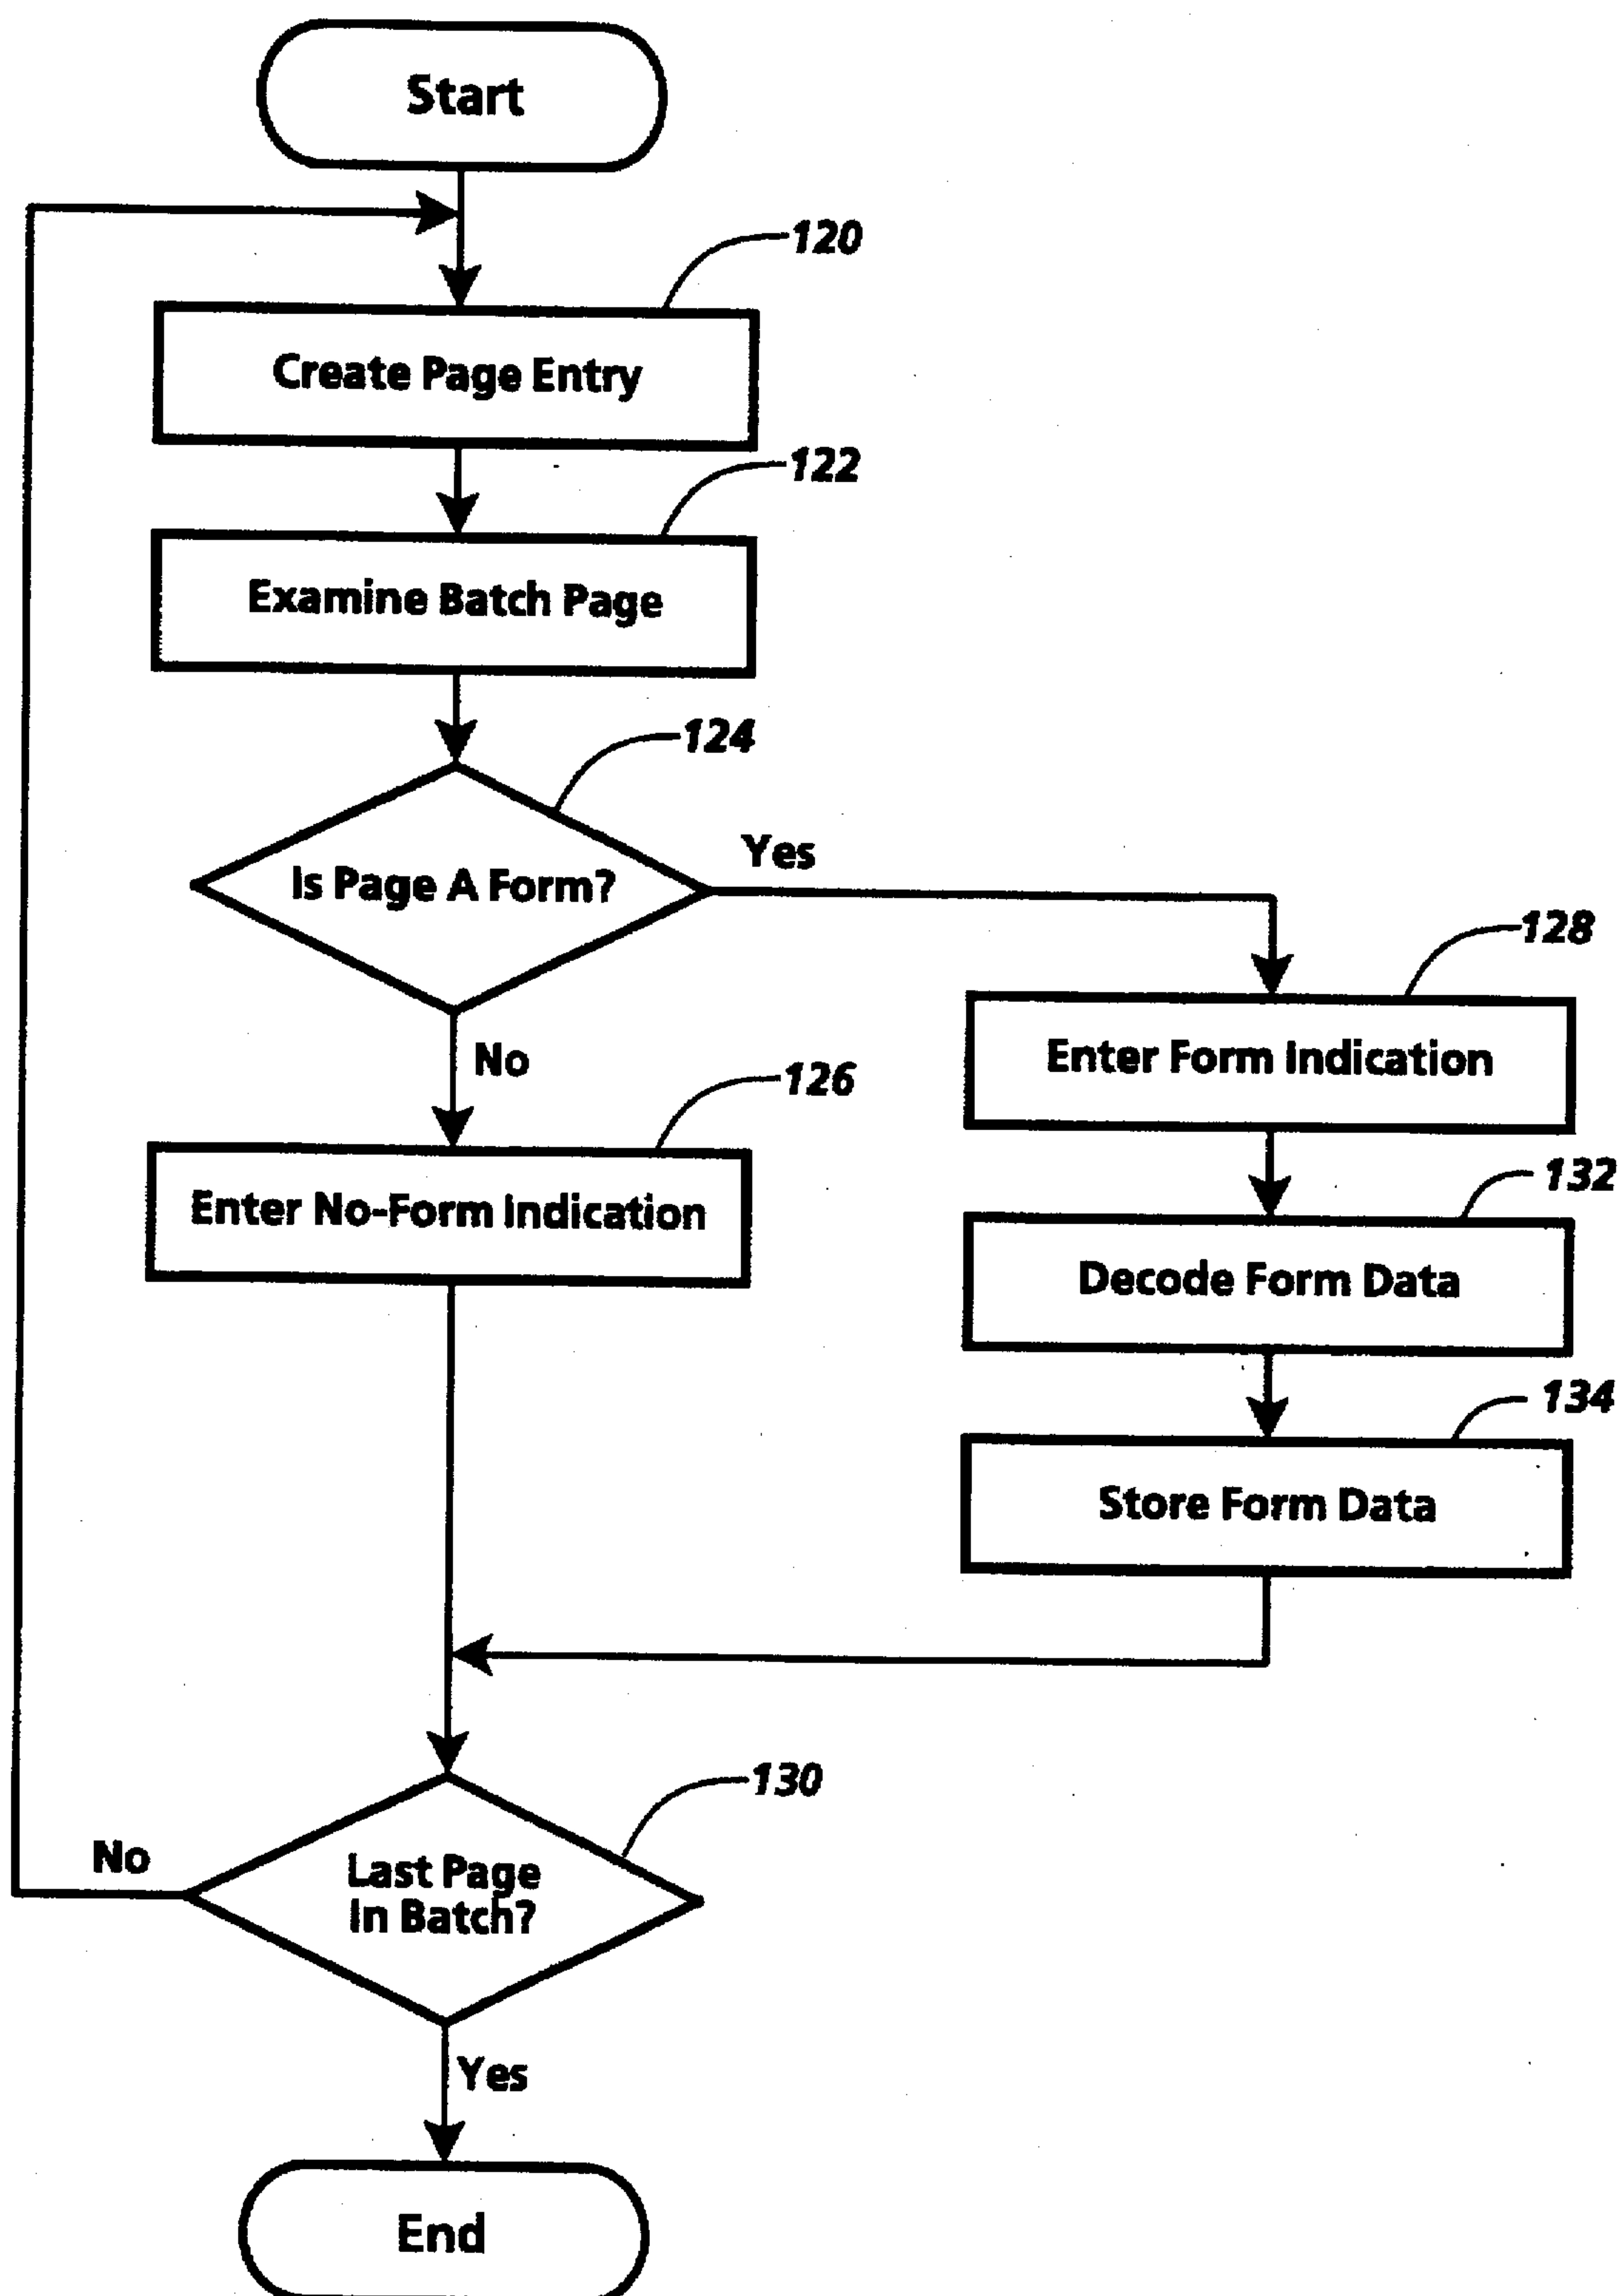 Start
120
Create Page Entry
122
Examine Batch Page
124
Is Page A Form?
Yes
128
Enter Form Indication
No
126
Enter No-Form Indication
132
Decode Form Data
134
Store Form Data
130
Last Page
In Batch?
No
Yes
End